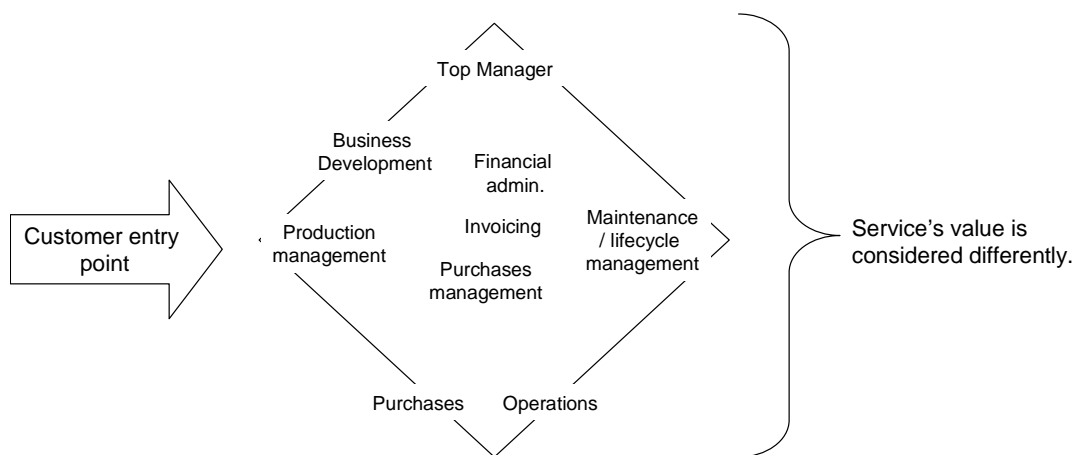 Top Manager
Business
Development
Financial
admin.
Customer entry
point
Production
management
Invoicing
Maintenance
/ lifecycle
management
Purchases
management
Service’s value is
considered differently.
Purchases
Operations